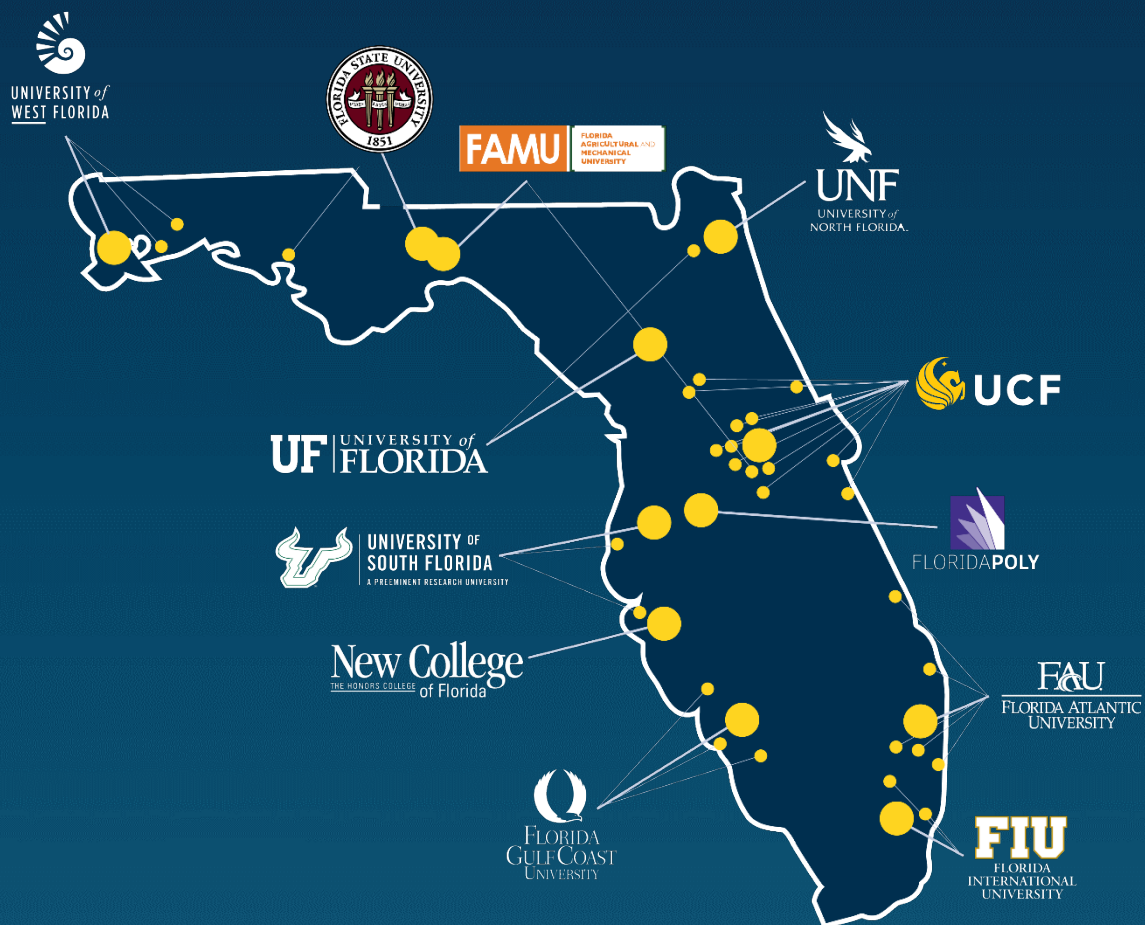 UNIVERSITY of
WEST FLORIDA
FLORIDA STATE UNIVERSITY
1851
FAMU
FLORIDA
AGRICULTURAL AND
MECHANICAL
UNIVERSITY
UNF
UNIVERSITY of
NORTH FLORIDA.
UCF
UF
UNIVERSITY of
FLORIDA
FLORIDAPOLY
UNIVERSITY OF
SOUTH FLORIDA
A PREEMINENT RESEARCH UNIVERSITY
New College
THE HONORS COLLEGE of Florida
FAU
FLORIDA ATLANTIC
UNIVERSITY
FLORIDA
GULF COAST
UNIVERSITY
FIU
FLORIDA
INTERNATIONAL
UNIVERSITY